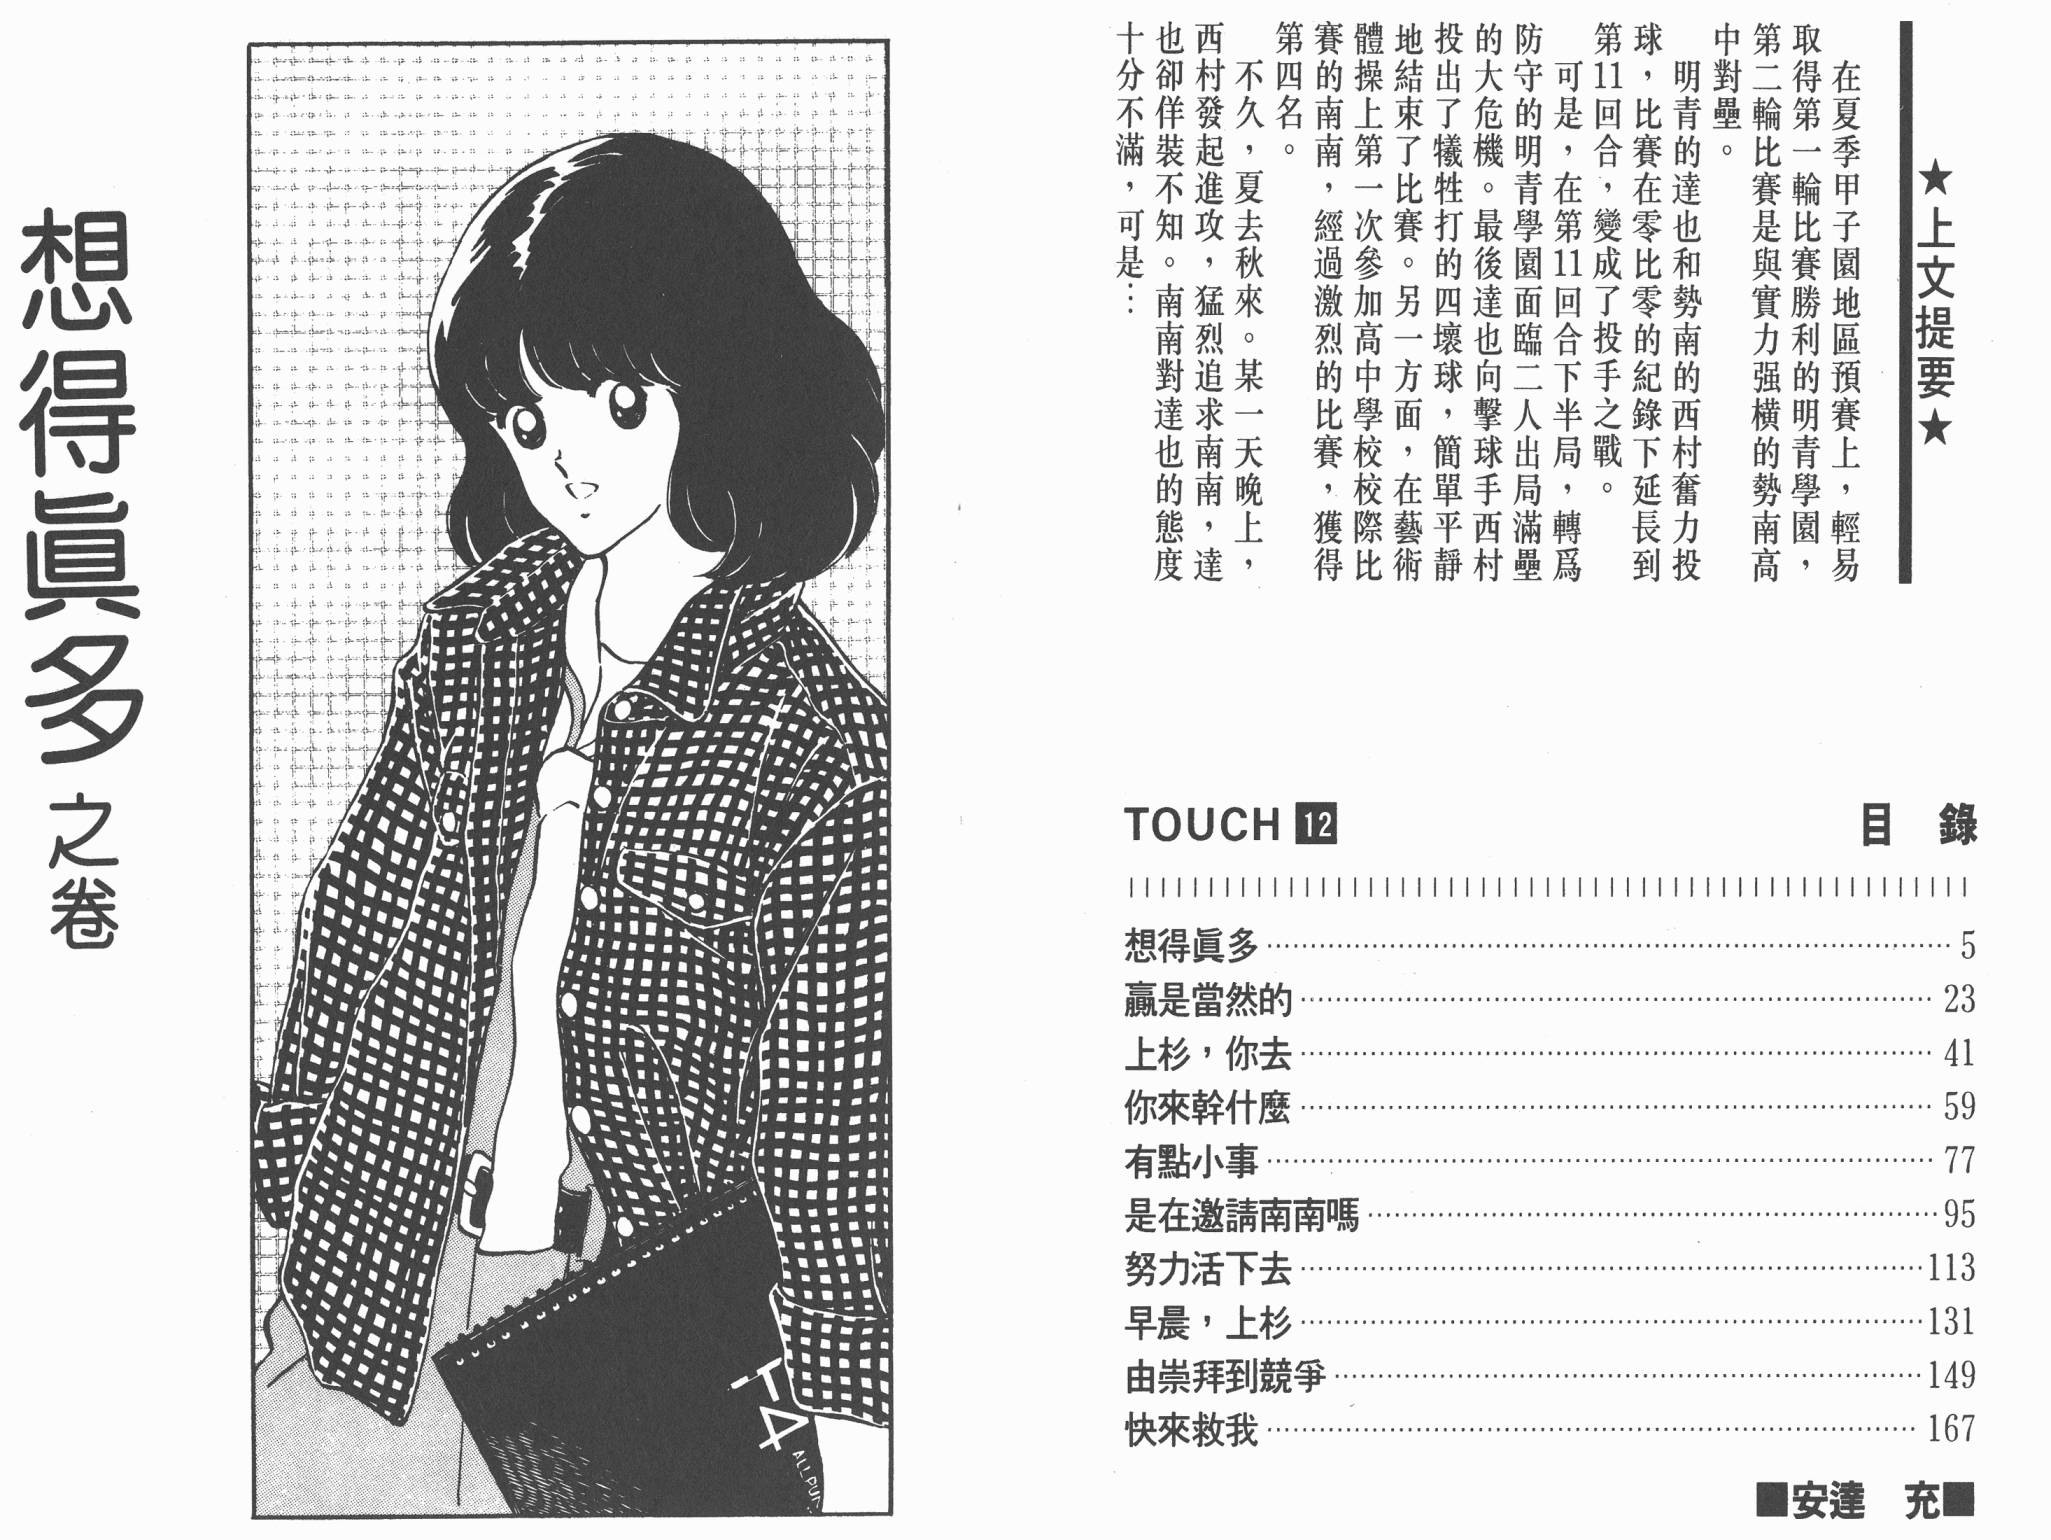 ★上文提要★
在夏季甲子園地區預賽上，輕易
取得第一輪比賽勝利的明青學園，
第二輪比賽是與實力强橫的勢南高
中對壘。
明青的達也和勢南的西村奮力投
球，比賽在零比零的紀錄下延長到
第11回合，變成了投手之戰。
可是，在第11回合下半局，轉爲
防守的明青學園面臨二人出局滿壘
的大危機。最後達也向擊球手西村
投出了犧牲打的四壞球，簡單平靜
地結束了比賽。另一方面，在藝術
體操上第一次參加高中學校校際比
賽的南南，經過激烈的比賽，獲得
第四名。
不久，夏去秋來。某一天晚上，
西村發起進攻，猛烈追求南南，達
也卻佯裝不知。南南對達也的態度
十分不滿，可是…
TOUCH 12 目 錄
想得眞多 5
贏是當然的 23
上杉，你去 41
你來幹什麼 59
有點小事 77
是在邀請南南嗎 95
努力活下去 113
早晨，上杉 131
由崇拜到競爭 149
快來救我 167
■安達 充■
想得眞多之卷